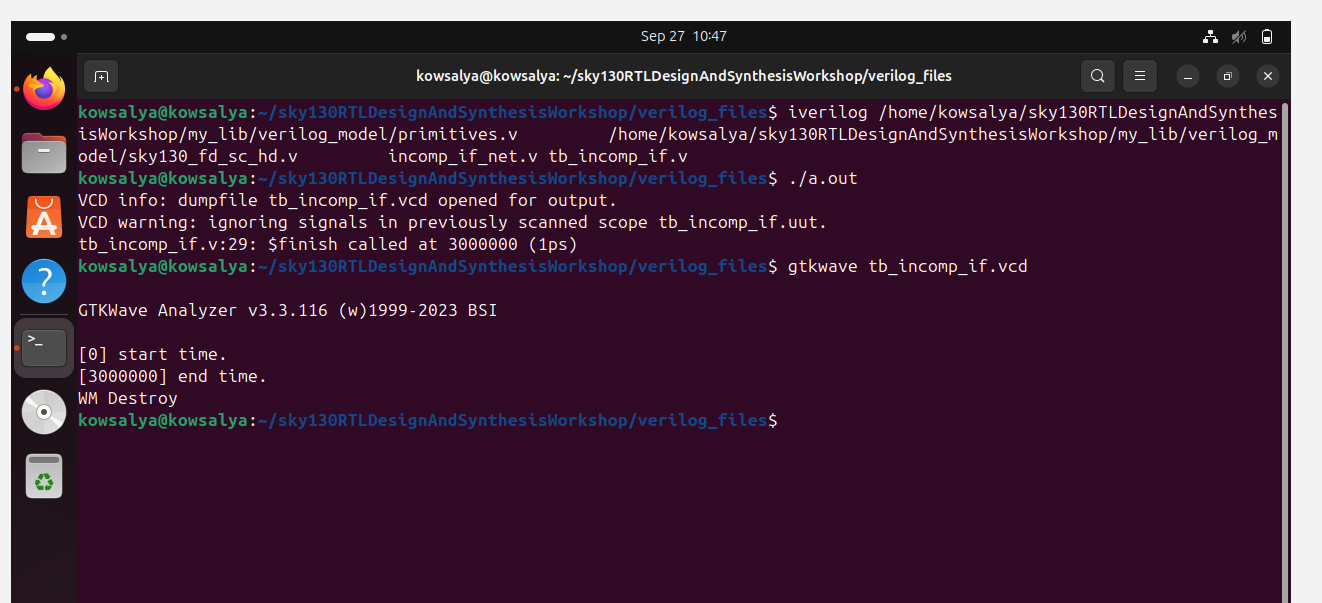 Sep 27 10:47
kowsalya@kowsalya: ~/sky130RTLDesignAndSynthesisWorkshop/verilog_files
kowsalya@kowsalya:~/sky130RTLDesignAndSynthesisWorkshop/verilog_files$ iverilog /home/kowsalya/sky130RTLDesignAndSynthes
isWorkshop/my_lib/verilog_model/primitives.v         /home/kowsalya/sky130RTLDesignAndSynthesisWorkshop/my_lib/verilog_m
odel/sky130_fd_sc_hd.v         incomp_if_net.v tb_incomp_if.v
kowsalya@kowsalya:~/sky130RTLDesignAndSynthesisWorkshop/verilog_files$ ./a.out
VCD info: dumpfile tb_incomp_if.vcd opened for output.
VCD warning: ignoring signals in previously scanned scope tb_incomp_if.uut.
tb_incomp_if.v:29: $finish called at 3000000 (1ps)
kowsalya@kowsalya:~/sky130RTLDesignAndSynthesisWorkshop/verilog_files$ gtkwave tb_incomp_if.vcd
GTKWave Analyzer v3.3.116 (w)1999-2023 BSI
[0] start time.
[3000000] end time.
WM Destroy
kowsalya@kowsalya:~/sky130RTLDesignAndSynthesisWorkshop/verilog_files$